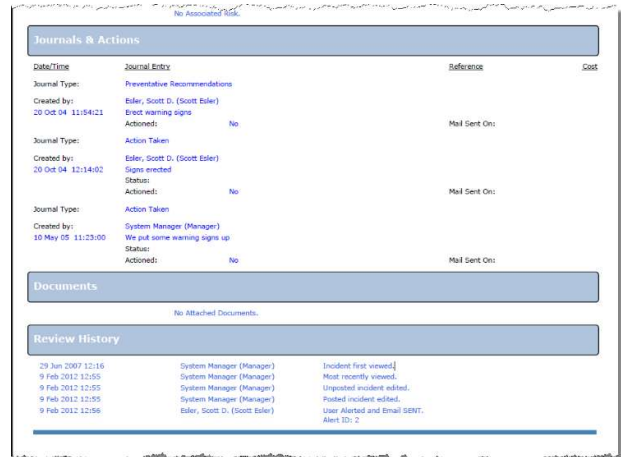 No Associated Risk.
Journals & Actions
Date/Time Journal Entry Reference Cost
Journal Type: Preventative Recommendations
Created by: Esler, Scott D. (Scott Esler)
20 Oct 04 11:54:21 Erect warning signs
Actioned: No Mail Sent On:
Journal Type: Action Taken
Created by: Esler, Scott D. (Scott Esler)
20 Oct 04 12:14:02 Signs erected
Status:
Actioned: No Mail Sent On:
Journal Type: Action Taken
Created by: System Manager (Manager)
10 May 05 11:23:00 We put some warning signs up
Status:
Actioned: No Mail Sent On:
Documents
No Attached Documents.
Review History
29 Jun 2007 12:16 System Manager (Manager) Incident first viewed.
9 Feb 2012 12:55 System Manager (Manager) Most recently viewed.
9 Feb 2012 12:55 System Manager (Manager) Unposted incident edited.
9 Feb 2012 12:55 System Manager (Manager) Posted incident edited.
9 Feb 2012 12:56 Esler, Scott D. (Scott Esler) User Alerted and Email SENT.
Alert ID: 2